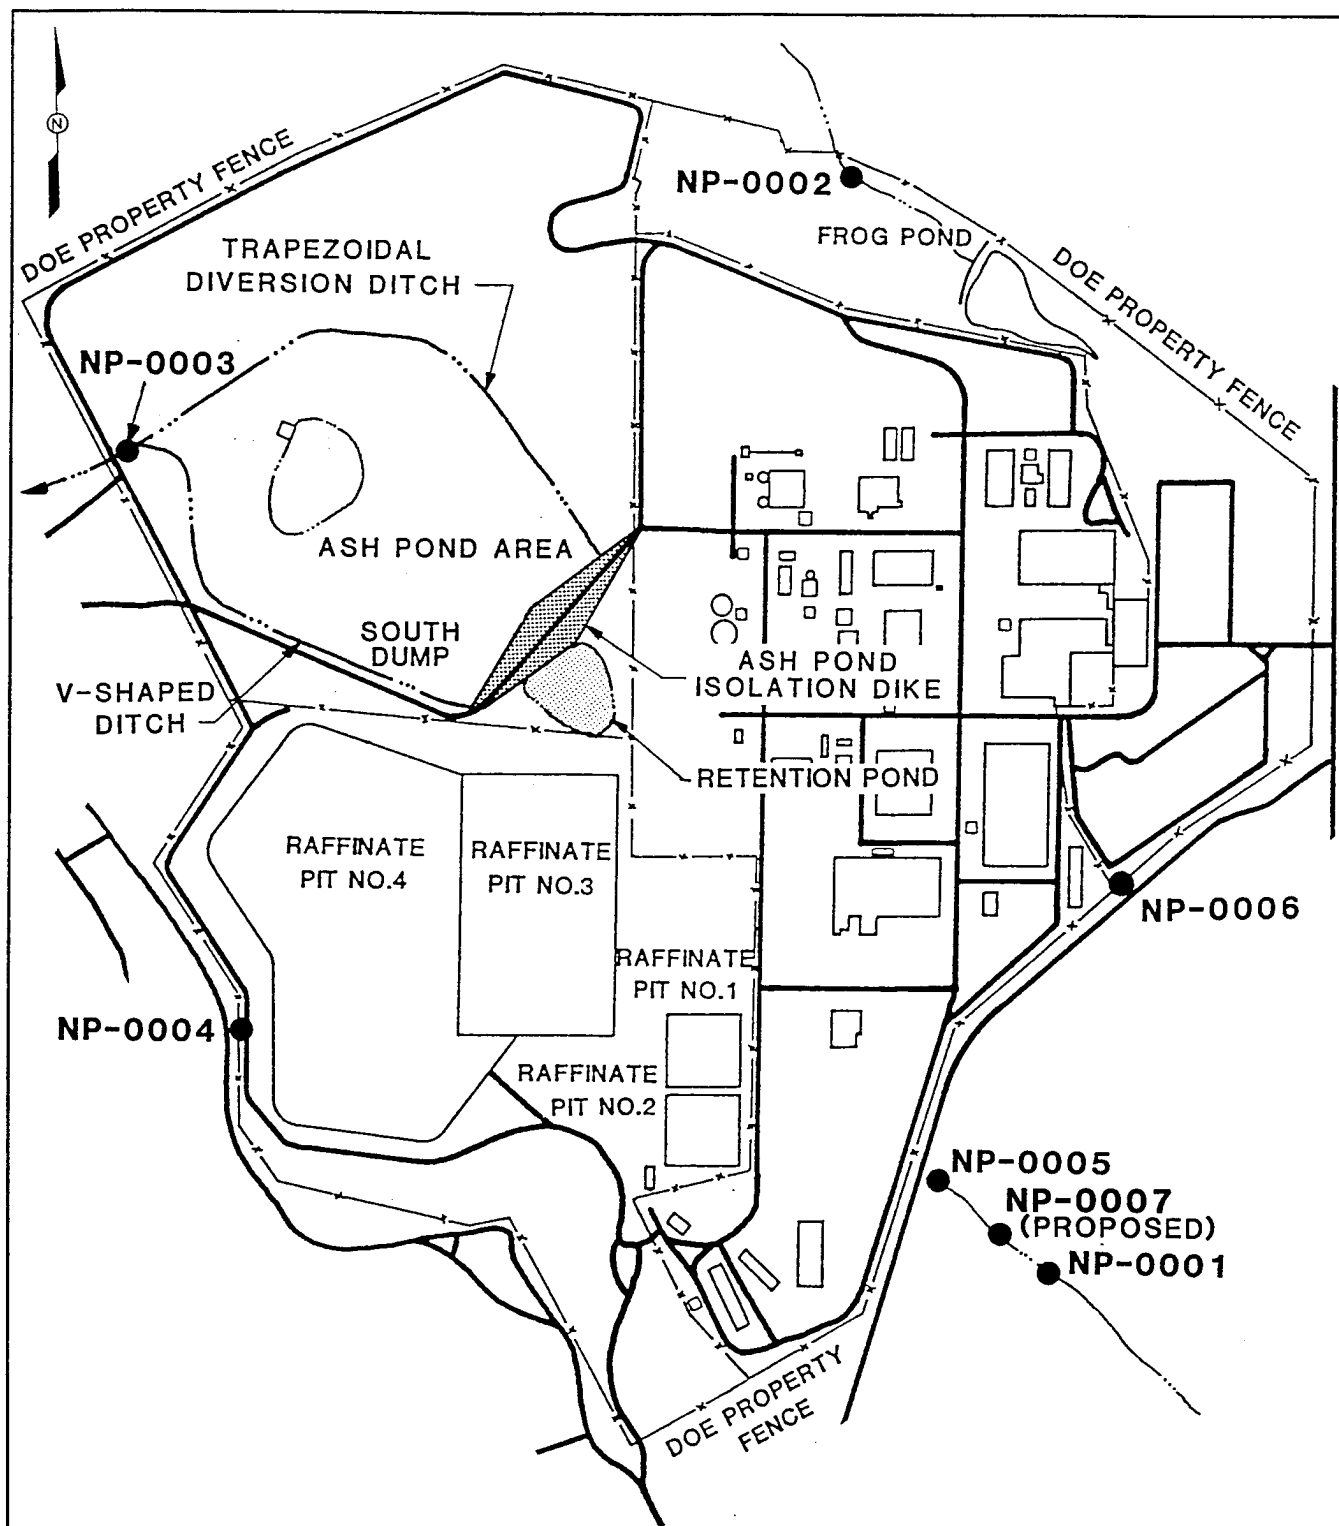 N
DOE PROPERTY FENCE
NP-0002
FROG POND
DOE PROPERTY FENCE
TRAPEZOIDAL
DIVERSION DITCH
NP-0003
ASH POND AREA
SOUTH
DUMP
ASH POND
ISOLATION DIKE
V-SHAPED
DITCH
RETENTION POND
RAFFINATE
PIT NO.4
RAFFINATE
PIT NO.3
NP-0006
RAFFINATE
PIT NO.1
NP-0004
RAFFINATE
PIT NO.2
NP-0005
NP-0007
(PROPOSED)
NP-0001
DOE PROPERTY
FENCE